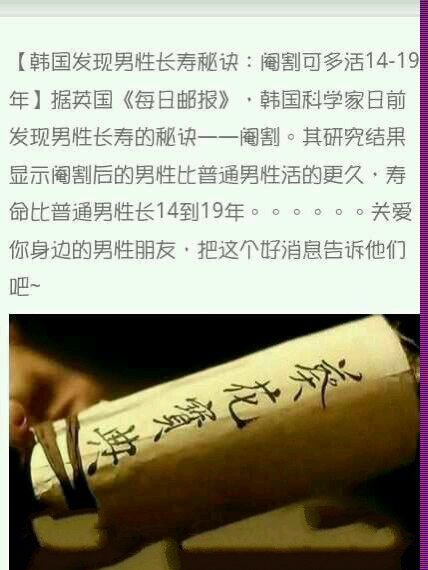 【韩国发现男性长寿秘诀：阉割可多活14-19
年】据英国《每日邮报》，韩国科学家日前
发现男性长寿的秘诀——阉割。其研究结果
显示阉割后的男性比普通男性活的更久，寿
命比普通男性长14到19年。。。。。。关爱
你身边的男性朋友，把这个好消息告诉他们
吧~
葵花寶典